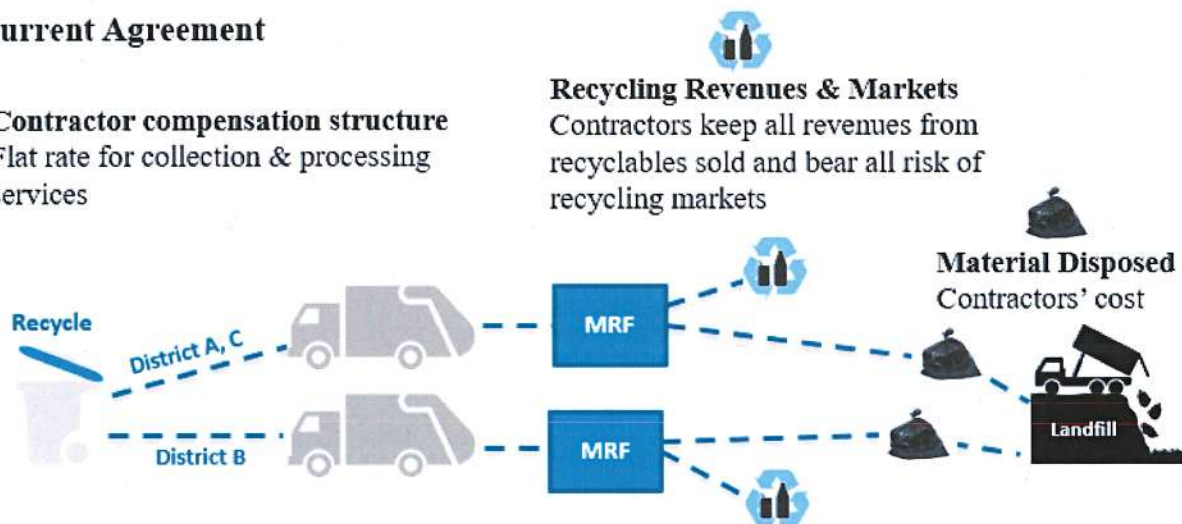 urrent Agreement
Contractor compensation structure
Flat rate for collection & processing
services
Recycling Revenues & Markets
Contractors keep all revenues from
recyclables sold and bear all risk of
recycling markets
Material Disposed
Contractors' cost
Recycle
District A, C
MRF
District B
MRF
Landfill